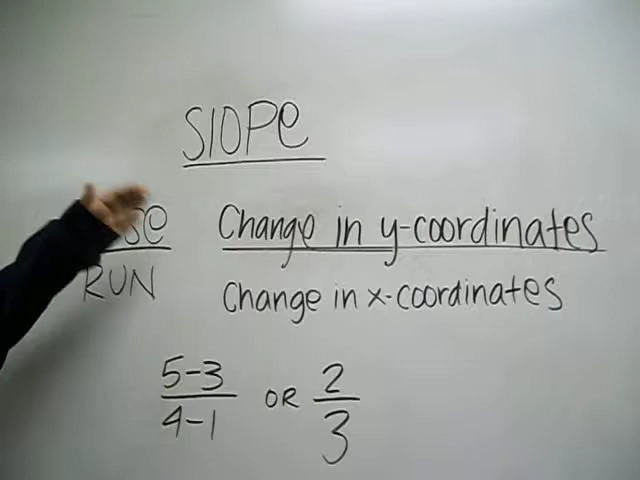 SlOPe
Change in y-coordinates
RUN Change in x-coordinates
5-3 OR 2
4-1 3